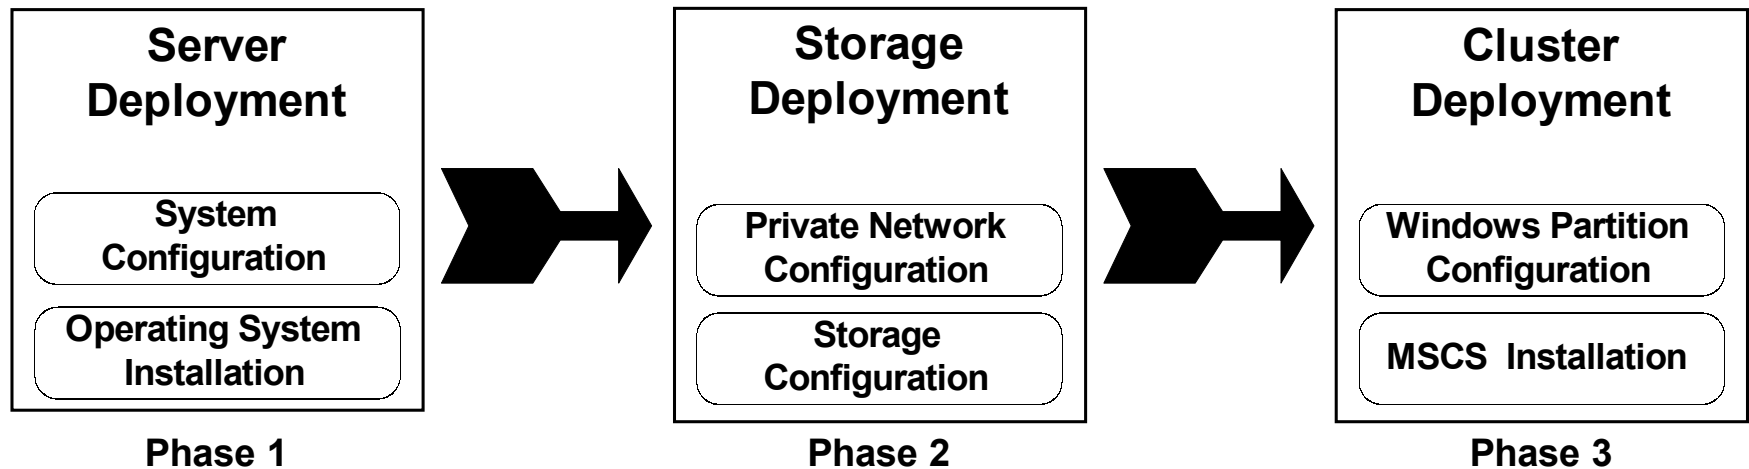 Server
Deployment
System
Configuration
Operating System
Installation
Phase 1
Storage
Deployment
Private Network
Configuration
Storage
Configuration
Phase 2
Cluster
Deployment
Windows Partition
Configuration
MSCS  Installation
Phase 3